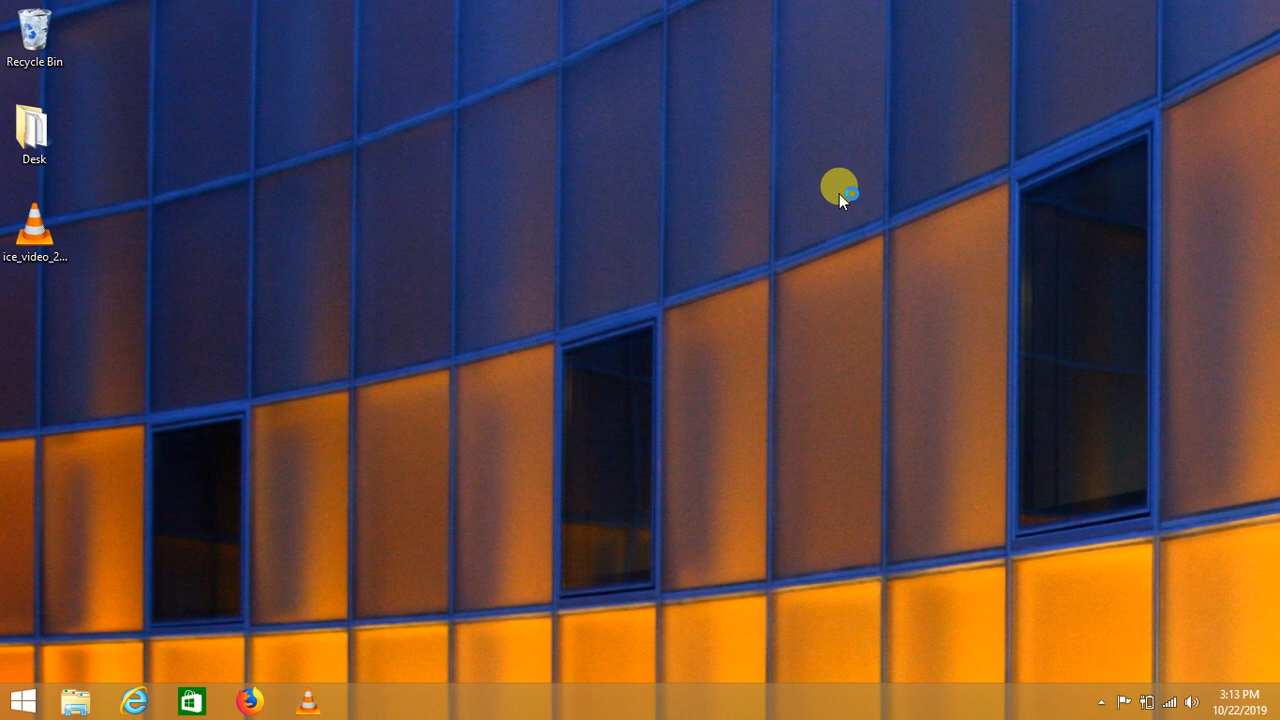 Recycle Bin
Desk
ice_video_2...
3:13 PM
10/22/2019